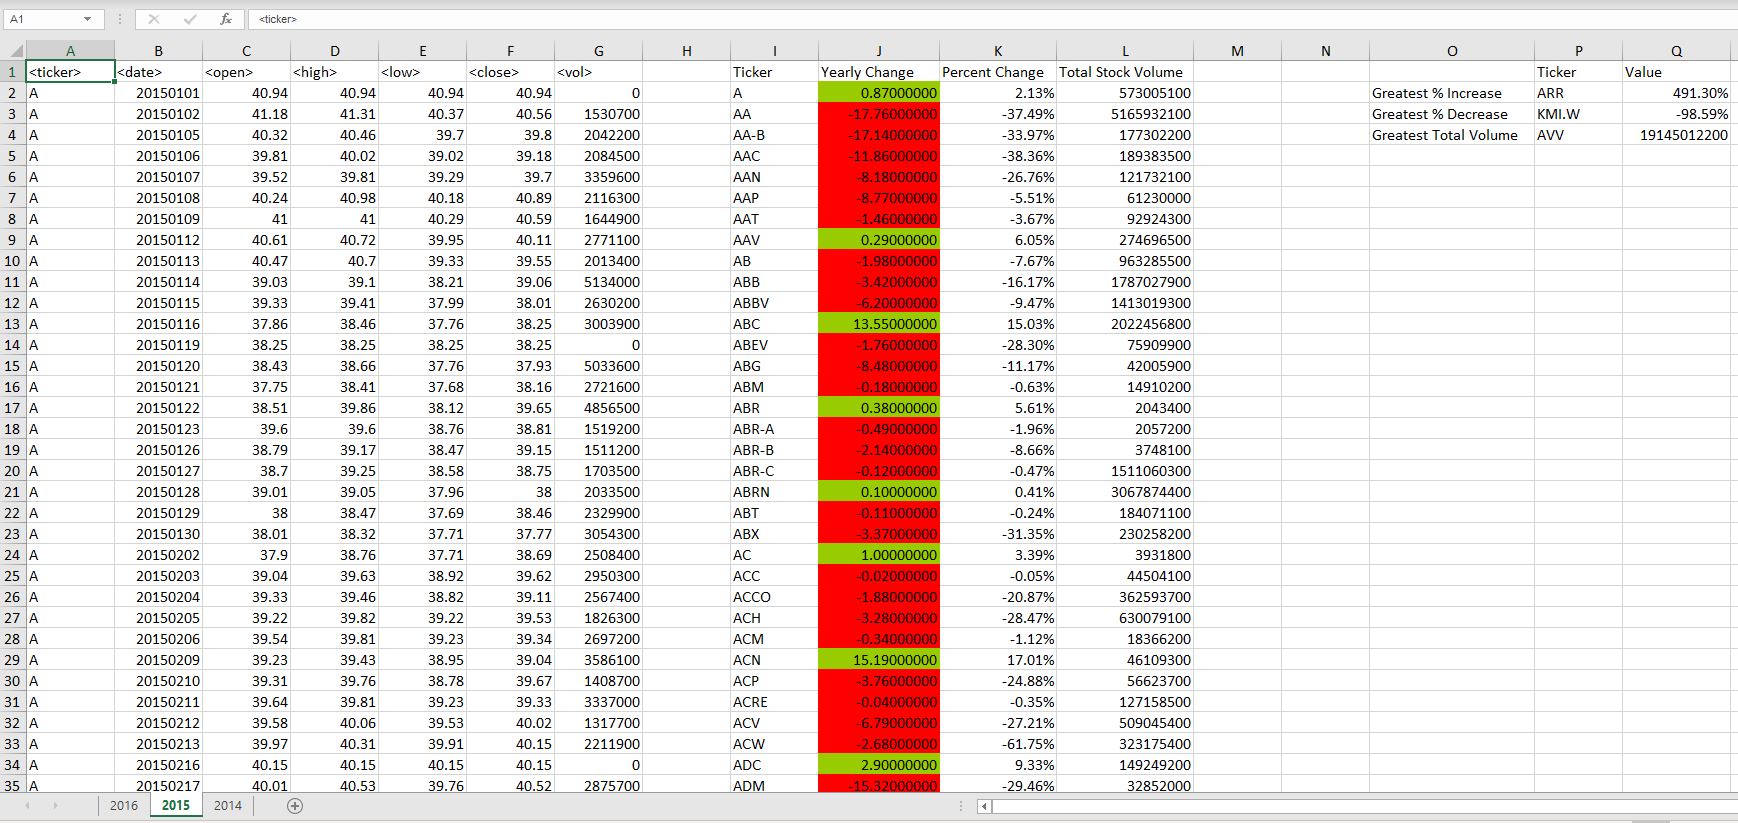 A1 fx <ticker>
A B C D E F G H I J K L M N O P Q
1 <ticker> <date> <open> <high> <low> <close> <vol> Ticker Yearly Change Percent Change Total Stock Volume Ticker Value
2 A 20150101 40.94 40.94 40.94 40.94 0 A 0.87000000 2.13% 573005100 Greatest % Increase ARR 491.30%
3 A 20150102 41.18 41.31 40.37 40.56 1530700 AA -17.76000000 -37.49% 5165932100 Greatest % Decrease KMI.W -98.59%
4 A 20150105 40.32 40.46 39.7 39.8 2042200 AA-B -17.14000000 -33.97% 177302200 Greatest Total Volume AVV 19145012200
5 A 20150106 39.81 40.02 39.02 39.18 2084500 AAC -11.86000000 -38.36% 189383500
6 A 20150107 39.52 39.81 39.29 39.7 3359600 AAN -8.18000000 -26.76% 121732100
7 A 20150108 40.24 40.98 40.18 40.89 2116300 AAP -8.77000000 -5.51% 61230000
8 A 20150109 41 41 40.29 40.59 1644900 AAT -1.46000000 -3.67% 92924300
9 A 20150112 40.61 40.72 39.95 40.11 2771100 AAV 0.29000000 6.05% 274696500
10 A 20150113 40.47 40.7 39.33 39.55 2013400 AB -1.98000000 -7.67% 963285500
11 A 20150114 39.03 39.1 38.21 39.06 5134000 ABB -3.42000000 -16.17% 1787027900
12 A 20150115 39.33 39.41 37.99 38.01 2630200 ABBV -6.20000000 -9.47% 1413019300
13 A 20150116 37.86 38.46 37.76 38.25 3003900 ABC 13.55000000 15.03% 2022456800
14 A 20150119 38.25 38.25 38.25 38.25 0 ABEV -1.76000000 -28.30% 75909900
15 A 20150120 38.43 38.66 37.76 37.93 5033600 ABG -8.48000000 -11.17% 42005900
16 A 20150121 37.75 38.41 37.68 38.16 2721600 ABM -0.18000000 -0.63% 14910200
17 A 20150122 38.51 39.86 38.12 39.65 4856500 ABR 0.38000000 5.61% 2043400
18 A 20150123 39.6 39.6 38.76 38.81 1519200 ABR-A -0.49000000 -1.96% 2057200
19 A 20150126 38.79 39.17 38.47 39.15 1511200 ABR-B -2.14000000 -8.66% 3748100
20 A 20150127 38.7 39.25 38.58 38.75 1703500 ABR-C -0.12000000 -0.47% 1511060300
21 A 20150128 39.01 39.05 37.96 38 2033500 ABRN 0.10000000 0.41% 3067874400
22 A 20150129 38 38.47 37.69 38.46 2329900 ABT -0.11000000 -0.24% 184071100
23 A 20150130 38.01 38.32 37.71 37.77 3054300 ABX -3.37000000 -31.35% 230258200
24 A 20150202 37.9 38.76 37.71 38.69 2508400 AC 1.00000000 3.39% 3931800
25 A 20150203 39.04 39.63 38.92 39.62 2950300 ACC -0.02000000 -0.05% 44504100
26 A 20150204 39.33 39.46 38.82 39.11 2567400 ACCO -1.88000000 -20.87% 362593700
27 A 20150205 39.22 39.82 39.22 39.53 1826300 ACH -3.28000000 -28.47% 630079100
28 A 20150206 39.54 39.81 39.23 39.34 2697200 ACM -0.34000000 -1.12% 18366200
29 A 20150209 39.23 39.43 38.95 39.04 3586100 ACN 15.19000000 17.01% 46109300
30 A 20150210 39.31 39.76 38.78 39.67 1408700 ACP -3.76000000 -24.88% 56623700
31 A 20150211 39.64 39.81 39.23 39.33 3337000 ACRE -0.04000000 -0.35% 127158500
32 A 20150212 39.58 40.06 39.53 40.02 1317700 ACV -6.79000000 -27.21% 509045400
33 A 20150213 39.97 40.31 39.91 40.15 2211900 ACW -2.68000000 -61.75% 323175400
34 A 20150216 40.15 40.15 40.15 40.15 0 ADC 2.90000000 9.33% 149249200
35 A 20150217 40.01 40.53 39.76 40.52 2875700 ADM -15.32000000 -29.46% 32852000
2016 2015 2014